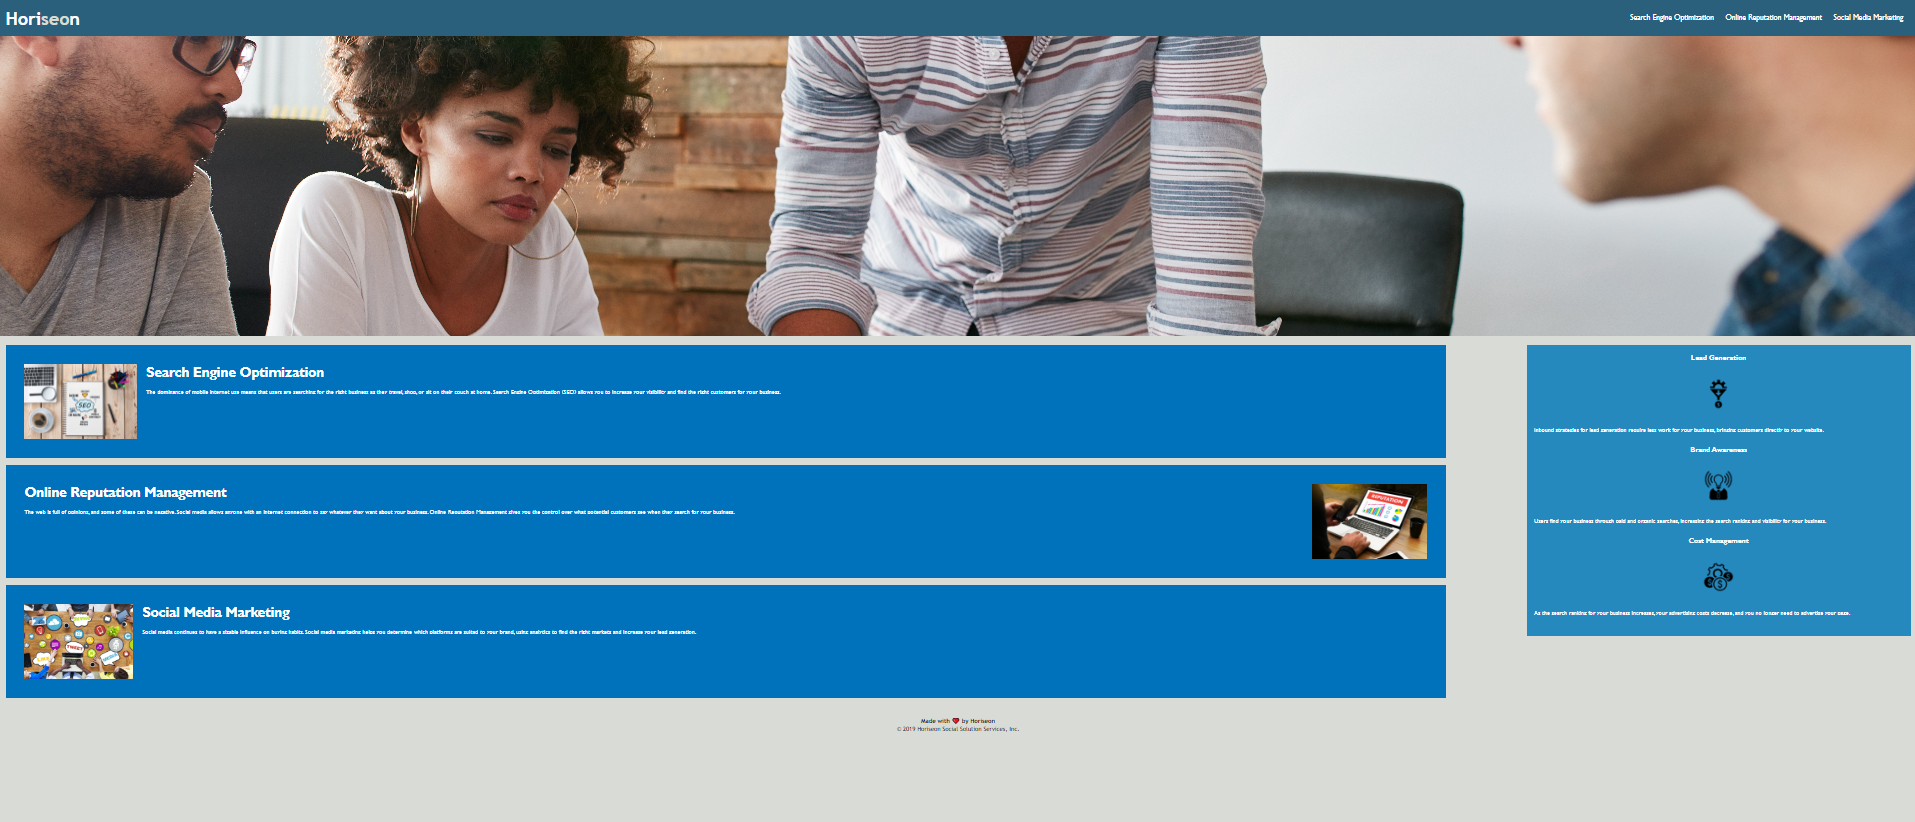 Horiseon
Search Engine Optimization Online Reputation Management Social Media Marketing
Search Engine Optimization
The dominance of mobile internet use means that users are searching for the right business as they travel, shop, or sit on their couch at home. Search Engine Optimization (SEO) allows you to increase your visibility and find the right customers for your business.
SEO
Online Reputation Management
The web is full of opinions, and some of these can be negative. Social media allows anyone with an internet connection to say whatever they want about your business. Online Reputation Management gives you the control over what potential customers see when they search for your business.
REPUTATION
Social Media Marketing
Social media continues to have a sizable influence on buying habits. Social media marketing helps you determine which platforms are suited to your brand, using analytics to find the right markets and increase your lead generation.
TWEET
Lead Generation
Inbound strategies for lead generation require less work for your business, bringing customers directly to your website.
Brand Awareness
Users find your business through paid and organic searches, increasing the search ranking and visibility for your business.
Cost Management
As the search ranking for your business increases, your advertising costs decrease, and you no longer need to advertise your page.
Made with ❤️ by Horiseon
© 2019 Horiseon Social Solution Services, Inc.